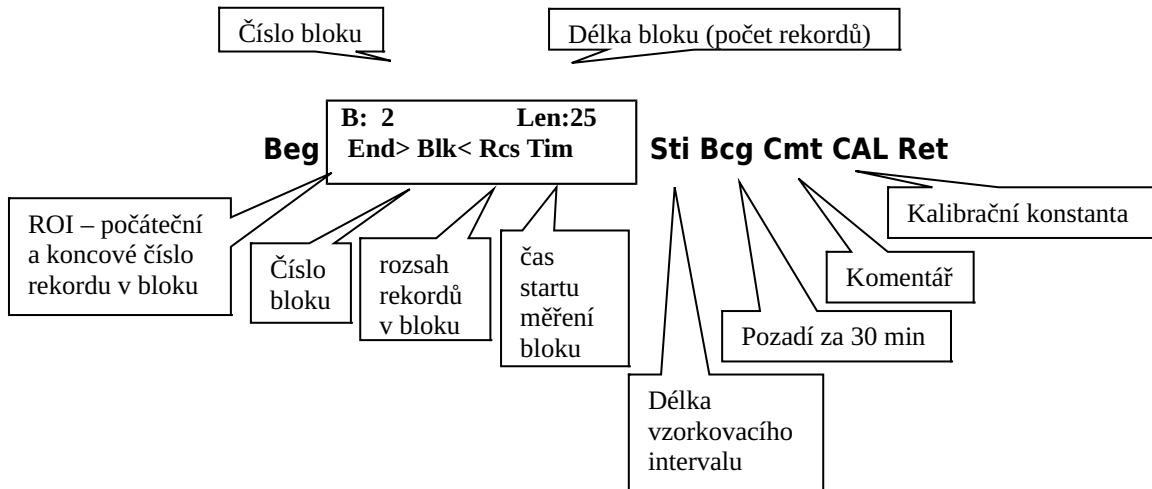 Číslo bloku
Délka bloku (počet rekordů)
B: 2 Len:25
Beg End> Blk< Rcs Tim Sti Bcg Cmt CAL Ret
ROI – počáteční
a koncové číslo
rekordu v bloku
Číslo
bloku
rozsah
rekordů
v bloku
čas
startu
měření
bloku
Délka
vzorkovacího
intervalu
Pozadí za 30 min
Komentář
Kalibrační konstanta